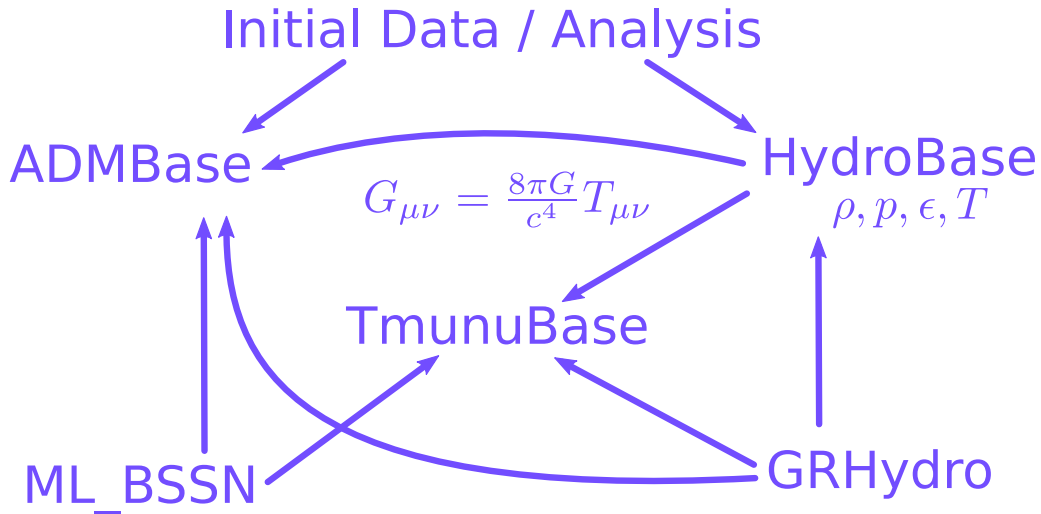 Initial Data / Analysis
ADMBase
HydroBase
G_{μν} = \frac{8πG}{c^4} T_{μν}
ρ, p, ϵ, T
TmunuBase
ML_BSSN
GRHydro